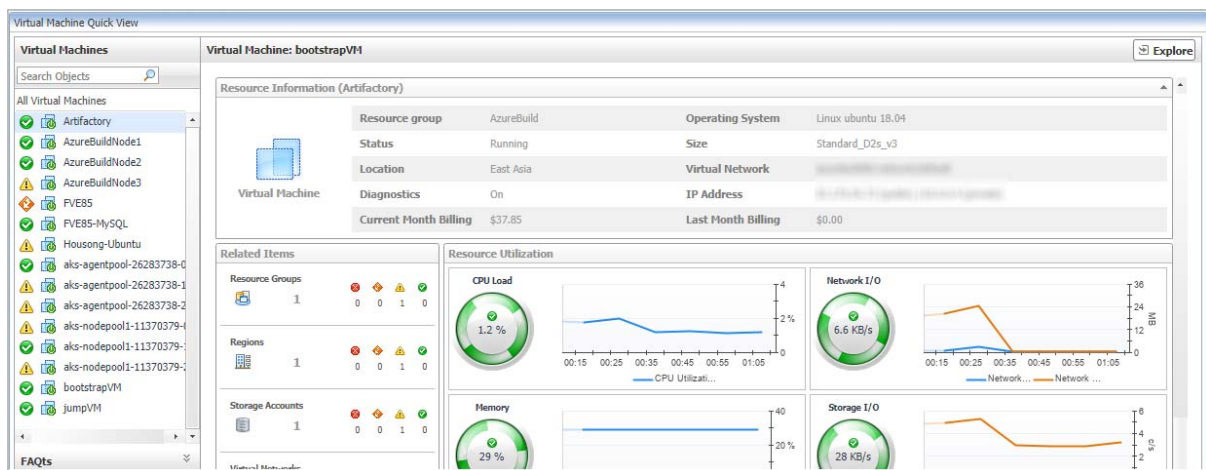 Virtual Machine Quick View
Virtual Machines
Search Objects
All Virtual Machines
Artifactory
AzureBuildNode1
AzureBuildNode2
AzureBuildNode3
FVE85
FVE85-MySQL
Housong-Ubuntu
aks-agentpool-26283738-0
aks-agentpool-26283738-1
aks-agentpool-26283738-2
aks-nodepool1-11370379-
aks-nodepool1-11370379-
aks-nodepool1-11370379-
bootstrapVM
jumpVM
FAQts
Virtual Machine: bootstrapVM
Explore
Resource Information (Artifactory)
Virtual Machine
Resource group AzureBuild Operating System Linux ubuntu 18.04
Status Running Size Standard_D2s_v3
Location East Asia Virtual Network
Diagnostics On IP Address
Current Month Billing $37.85 Last Month Billing $0.00
Related Items
Resource Groups
1 0 0 1 0
Regions
1 0 0 1 0
Storage Accounts
1 0 0 1 0
Virtual Networks
Resource Utilization
CPU Load
1.2 %
4
2 %
0
00:15 00:25 00:35 00:45 00:55 01:05
CPU Utilizati...
Network I/O
6.6 KB/s
36
24
12
0
MB
00:15 00:25 00:35 00:45 00:55 01:05
Network... Network ...
Memory
29 %
40
20 %
Storage I/O
28 KB/s
6
4
2
c/s